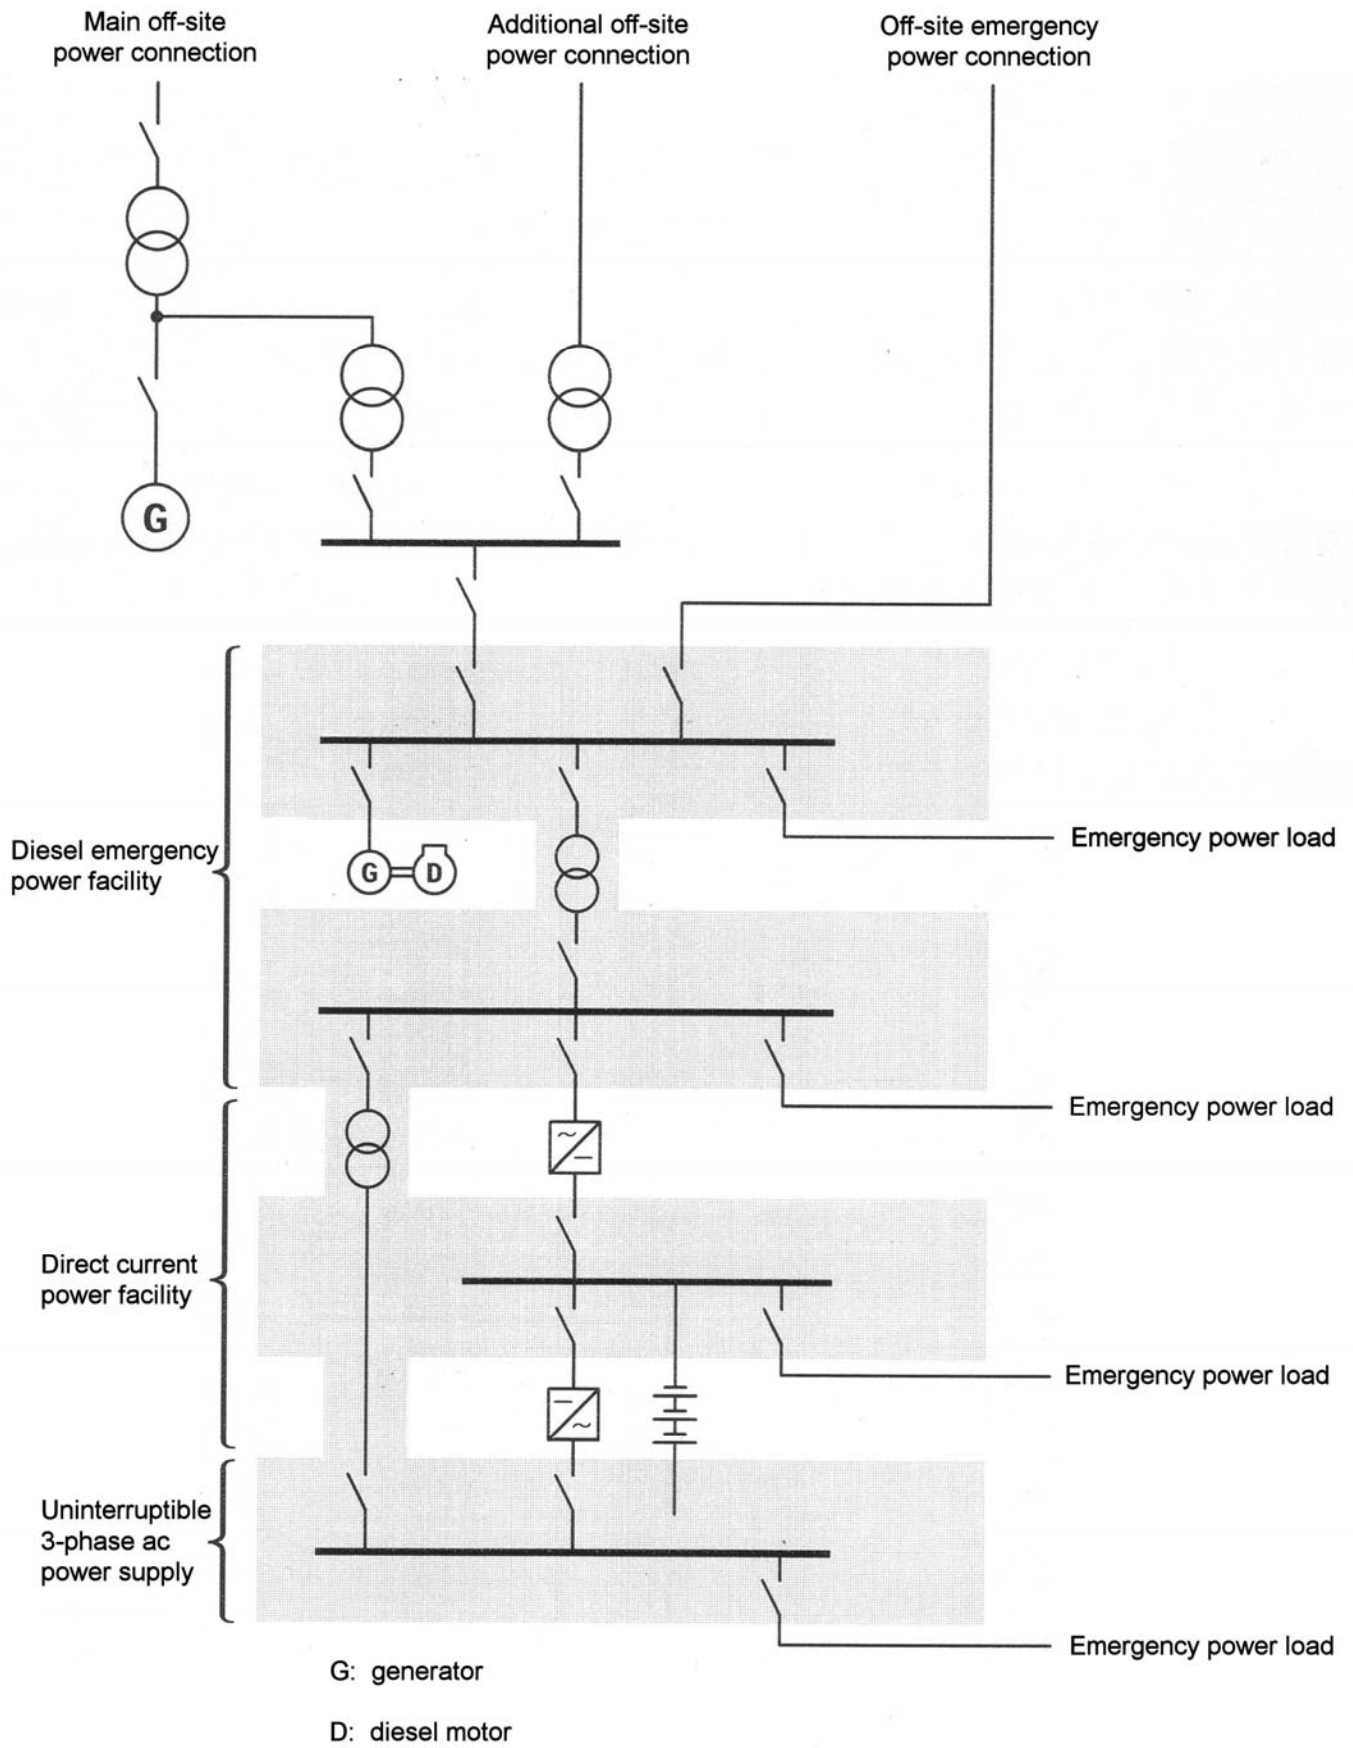 Main off-site
power connection
Additional off-site
power connection
Off-site emergency
power connection
G
Diesel emergency
power facility
G
D
Emergency power load
Emergency power load
Direct current
power facility
Emergency power load
Uninterruptible
3-phase ac
power supply
Emergency power load
G: generator
D: diesel motor